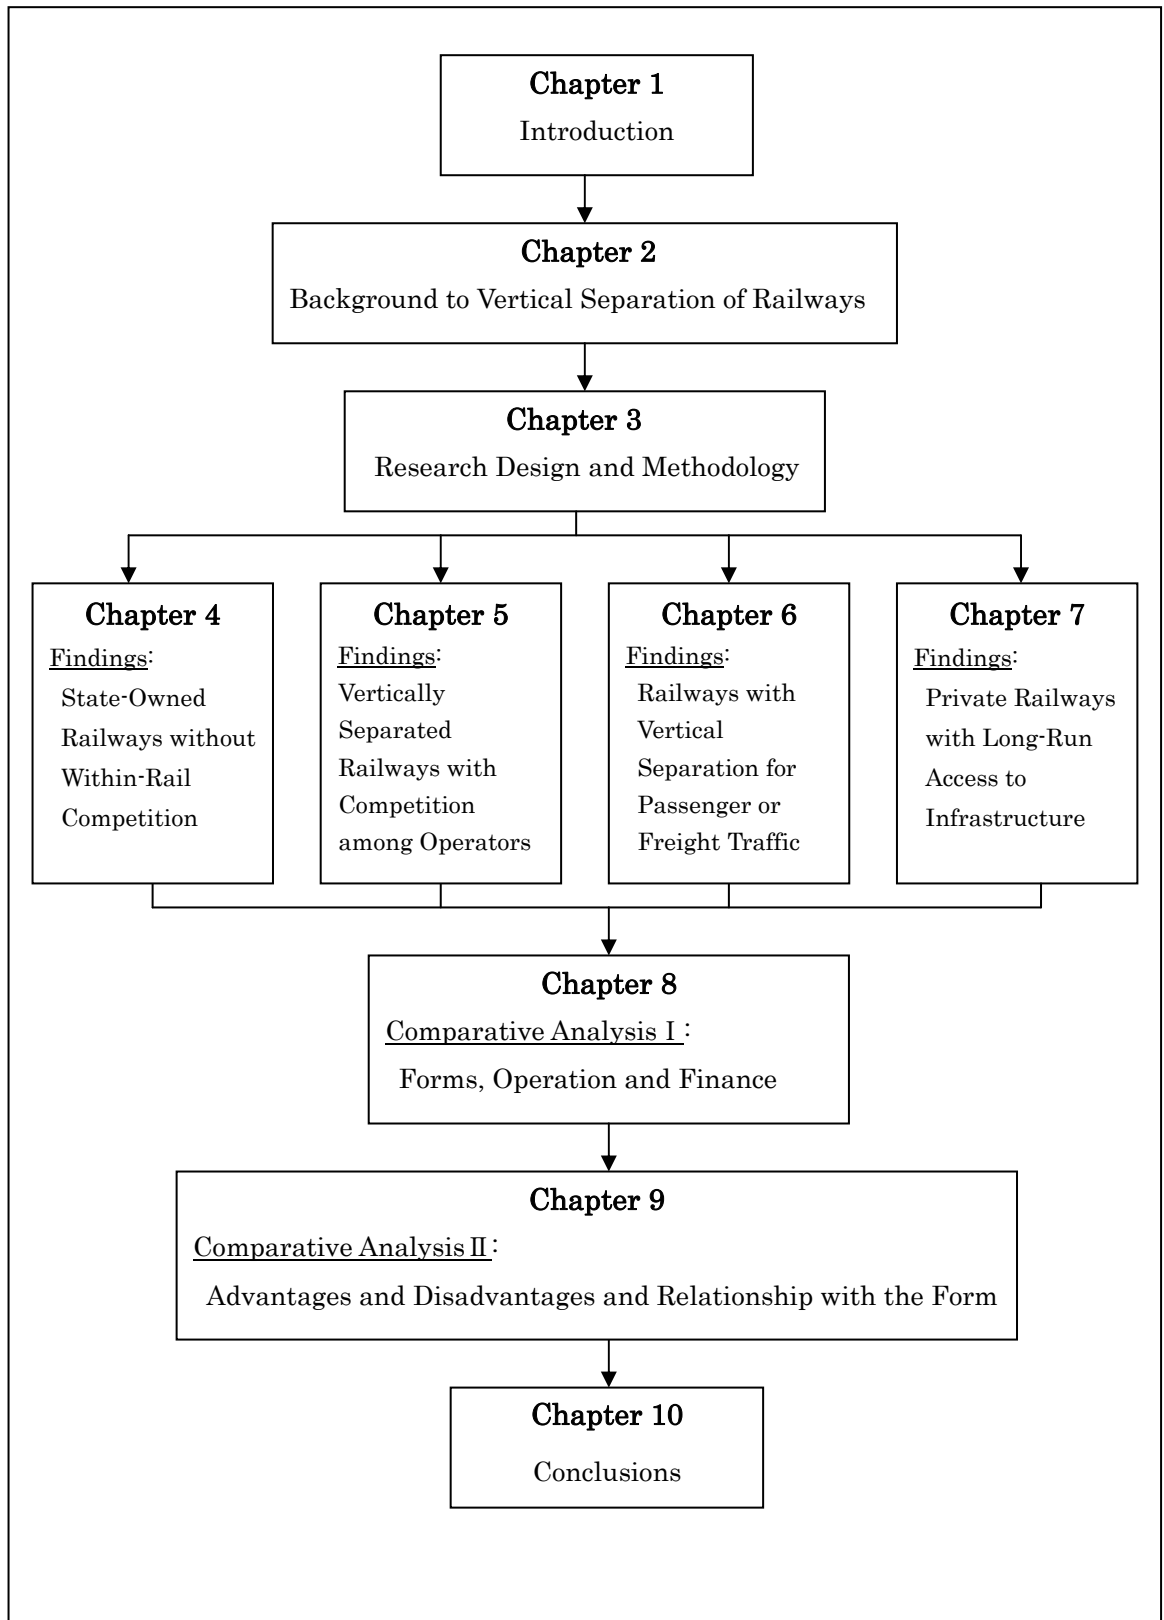 Chapter 1
Introduction
Chapter 2
Background to Vertical Separation of Railways
Chapter 3
Research Design and Methodology
Chapter 4
Findings:
State-Owned
Railways without
Within-Rail
Competition
Chapter 5
Findings:
Vertically
Separated
Railways with
Competition
among Operators
Chapter 6
Findings:
Railways with
Vertical
Separation for
Passenger or
Freight Traffic
Chapter 7
Findings:
Private Railways
with Long-Run
Access to
Infrastructure
Chapter 8
Comparative Analysis Ⅰ:
Forms, Operation and Finance
Chapter 9
Comparative Analysis Ⅱ:
Advantages and Disadvantages and Relationship with the Form
Chapter 10
Conclusions